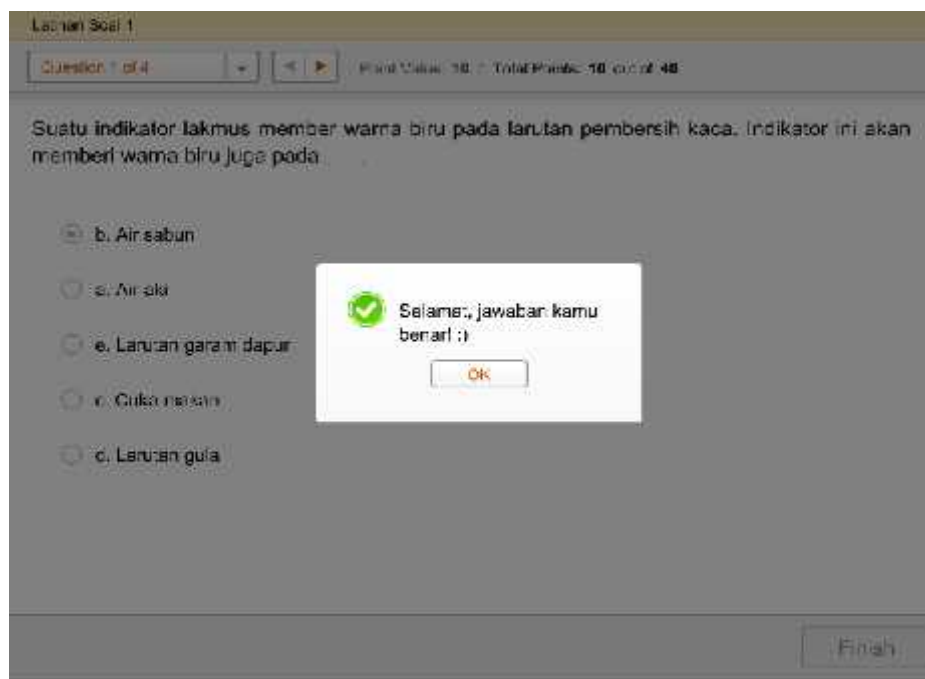 Latihan Soal 1
Question 1 of 4
Point Value: 10 / Total Points: 10 out of 40
Suatu indikator lakmus member warna biru pada larutan pembersih kaca. Indikator ini akan
memberi warna biru juga pada
b. Air sabun
a. Air aki
e. Larutan garam dapur
c. Cuka masan
d. Larutan gula
Selamat, jawaban kamu
benar! :)
OK
Finish